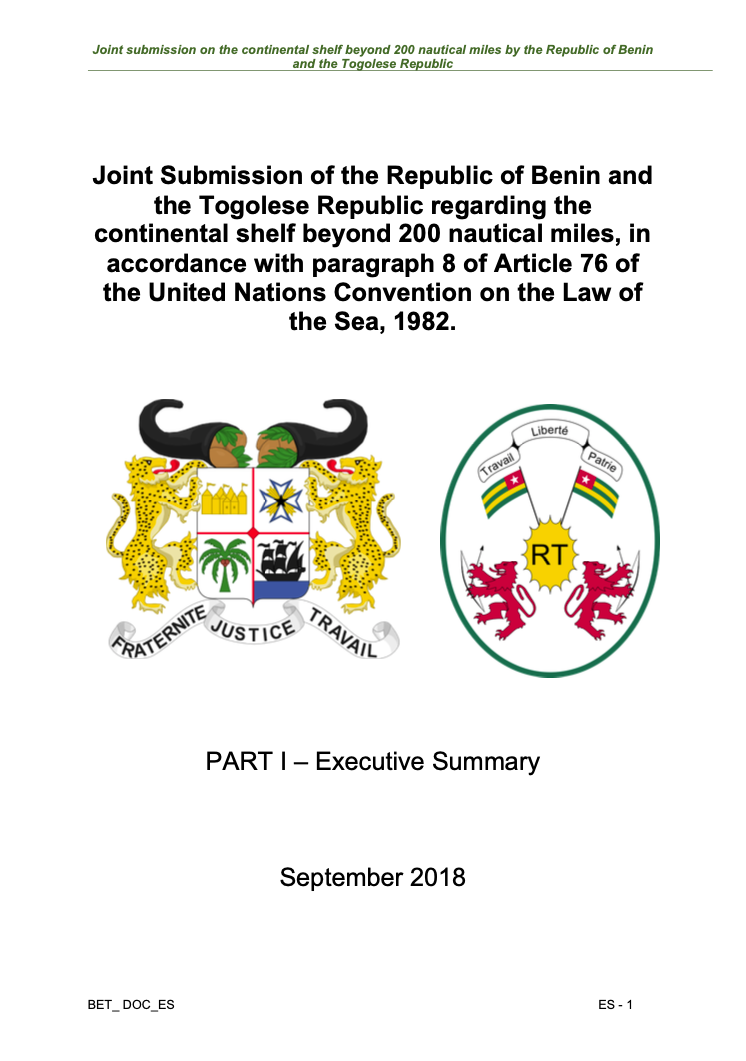 Joint submission on the continental shelf beyond 200 nautical miles by the Republic of Benin
and the Togolese Republic
Joint Submission of the Republic of Benin and
the Togolese Republic regarding the
continental shelf beyond 200 nautical miles, in
accordance with paragraph 8 of Article 76 of
the United Nations Convention on the Law of
the Sea, 1982.
FRATERNITE JUSTICE TRAVAIL
Travail Liberté Patrie
RT
PART I – Executive Summary
September 2018
BET_ DOC_ES ES - 1